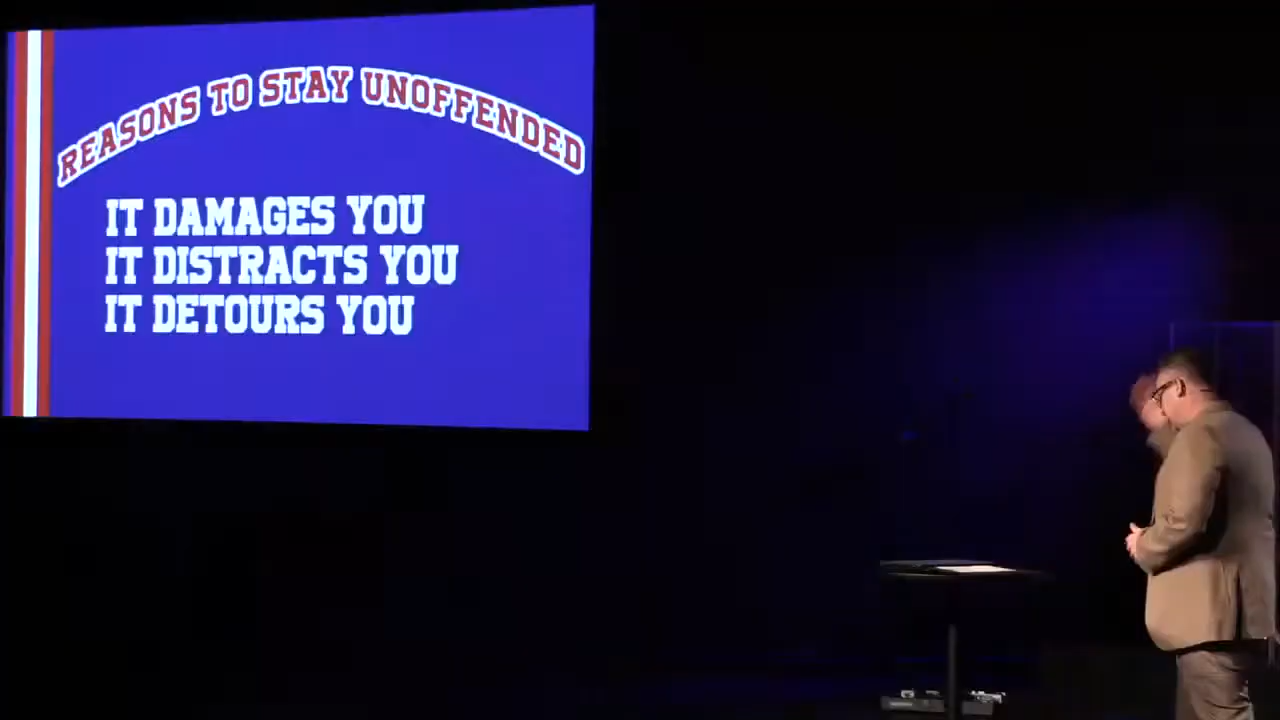 REASONS TO STAY UNOFFENDED
IT DAMAGES YOU
IT DISTRACTS YOU
IT DETOURS YOU